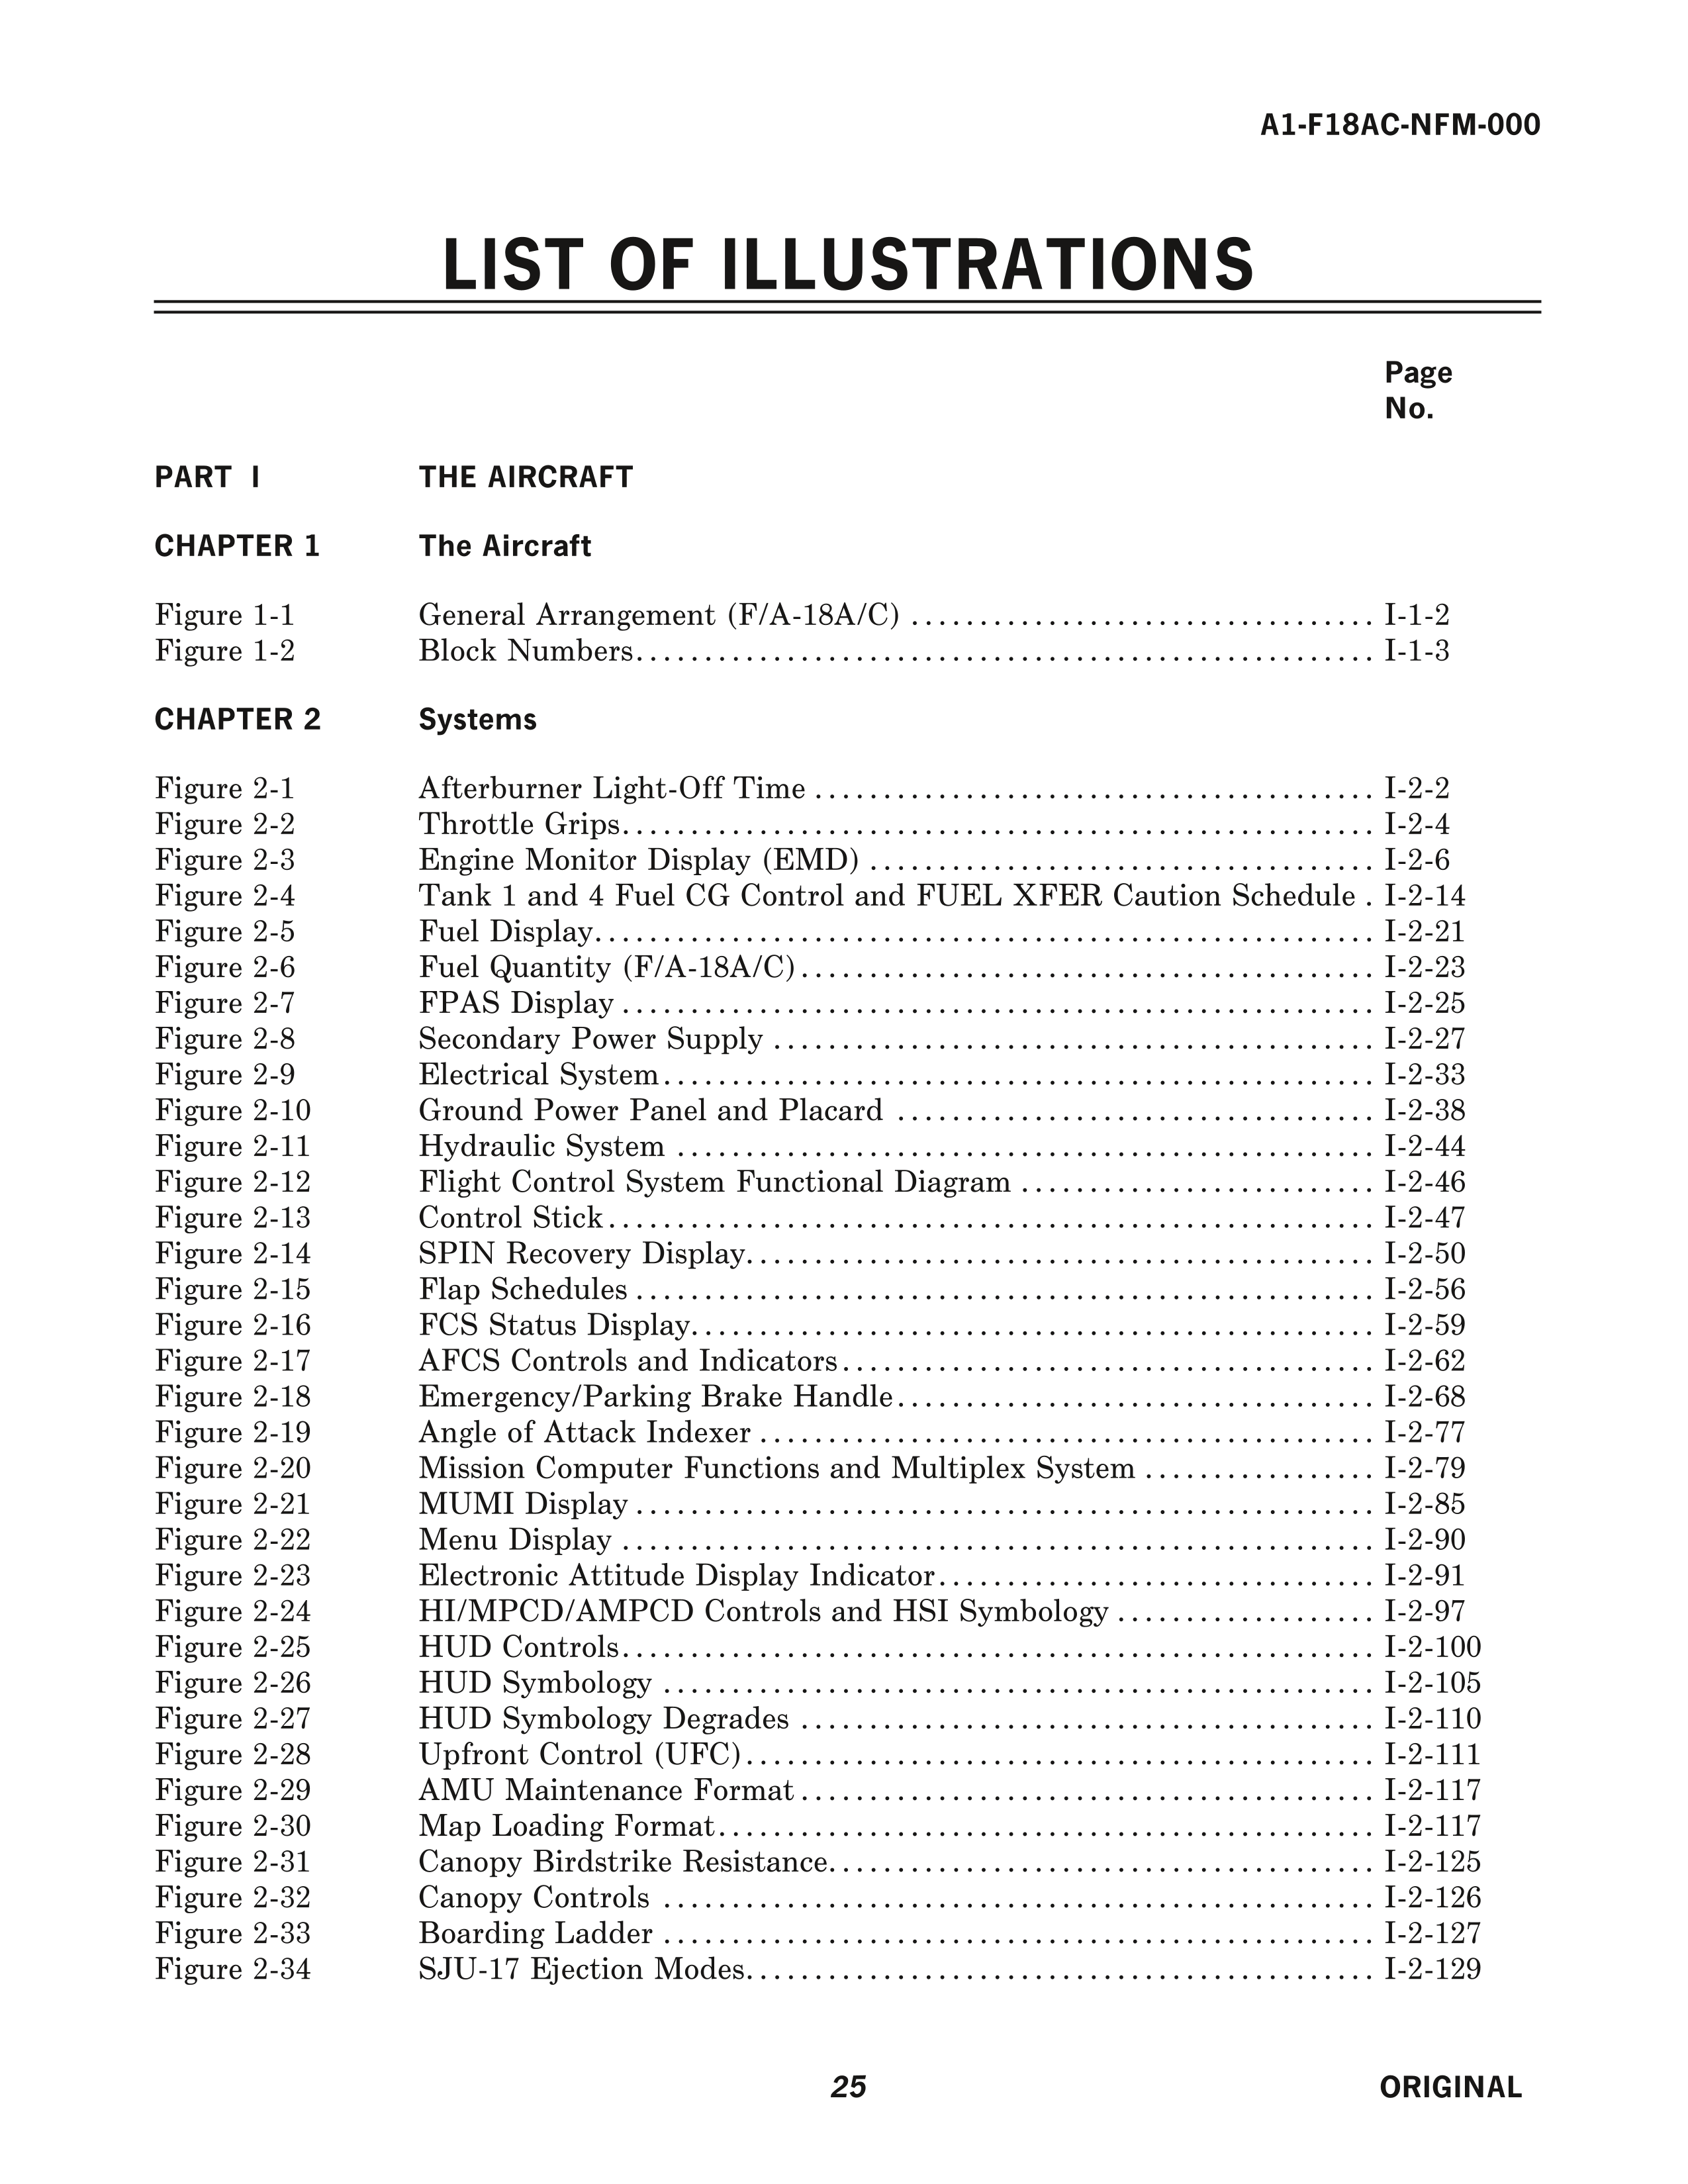 A1-F18AC-NFM-000
LIST OF ILLUSTRATIONS
Page
No.
PART I THE AIRCRAFT
CHAPTER 1 The Aircraft
Figure 1-1 General Arrangement (F/A-18A/C) .................................. I-1-2
Figure 1-2 Block Numbers...................................................... I-1-3
CHAPTER 2 Systems
Figure 2-1 Afterburner Light-Off Time ......................................... I-2-2
Figure 2-2 Throttle Grips....................................................... I-2-4
Figure 2-3 Engine Monitor Display (EMD) ..................................... I-2-6
Figure 2-4 Tank 1 and 4 Fuel CG Control and FUEL XFER Caution Schedule . I-2-14
Figure 2-5 Fuel Display......................................................... I-2-21
Figure 2-6 Fuel Quantity (F/A-18A/C).......................................... I-2-23
Figure 2-7 FPAS Display ....................................................... I-2-25
Figure 2-8 Secondary Power Supply ............................................ I-2-27
Figure 2-9 Electrical System.................................................... I-2-33
Figure 2-10 Ground Power Panel and Placard ................................... I-2-38
Figure 2-11 Hydraulic System ................................................... I-2-44
Figure 2-12 Flight Control System Functional Diagram .......................... I-2-46
Figure 2-13 Control Stick........................................................ I-2-47
Figure 2-14 SPIN Recovery Display.............................................. I-2-50
Figure 2-15 Flap Schedules ...................................................... I-2-56
Figure 2-16 FCS Status Display.................................................. I-2-59
Figure 2-17 AFCS Controls and Indicators....................................... I-2-62
Figure 2-18 Emergency/Parking Brake Handle................................... I-2-68
Figure 2-19 Angle of Attack Indexer ............................................. I-2-77
Figure 2-20 Mission Computer Functions and Multiplex System ................. I-2-79
Figure 2-21 MUMI Display ...................................................... I-2-85
Figure 2-22 Menu Display ....................................................... I-2-90
Figure 2-23 Electronic Attitude Display Indicator................................ I-2-91
Figure 2-24 HI/MPCD/AMPCD Controls and HSI Symbology ................... I-2-97
Figure 2-25 HUD Controls....................................................... I-2-100
Figure 2-26 HUD Symbology .................................................... I-2-105
Figure 2-27 HUD Symbology Degrades .......................................... I-2-110
Figure 2-28 Upfront Control (UFC).............................................. I-2-111
Figure 2-29 AMU Maintenance Format.......................................... I-2-117
Figure 2-30 Map Loading Format................................................ I-2-117
Figure 2-31 Canopy Birdstrike Resistance........................................ I-2-125
Figure 2-32 Canopy Controls .................................................... I-2-126
Figure 2-33 Boarding Ladder .................................................... I-2-127
Figure 2-34 SJU-17 Ejection Modes.............................................. I-2-129
25 ORIGINAL